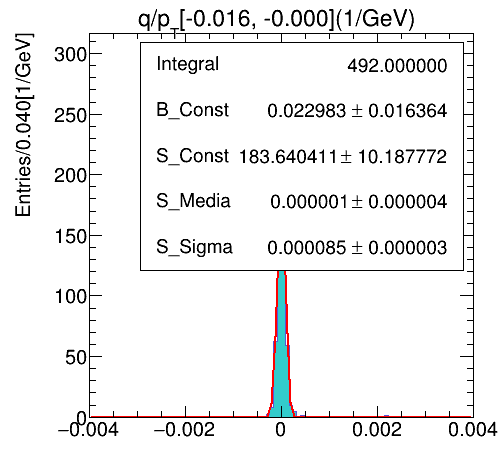 q/p_T[-0.016, -0.000](1/GeV)
Entries/0.040[1/GeV]
Integral 492.000000
B_Const 0.022983 ± 0.016364
S_Const 183.640411 ± 10.187772
S_Media 0.000001 ± 0.000004
S_Sigma 0.000085 ± 0.000003
300
250
200
150
100
50
0
−0.004 −0.002 0 0.002 0.004